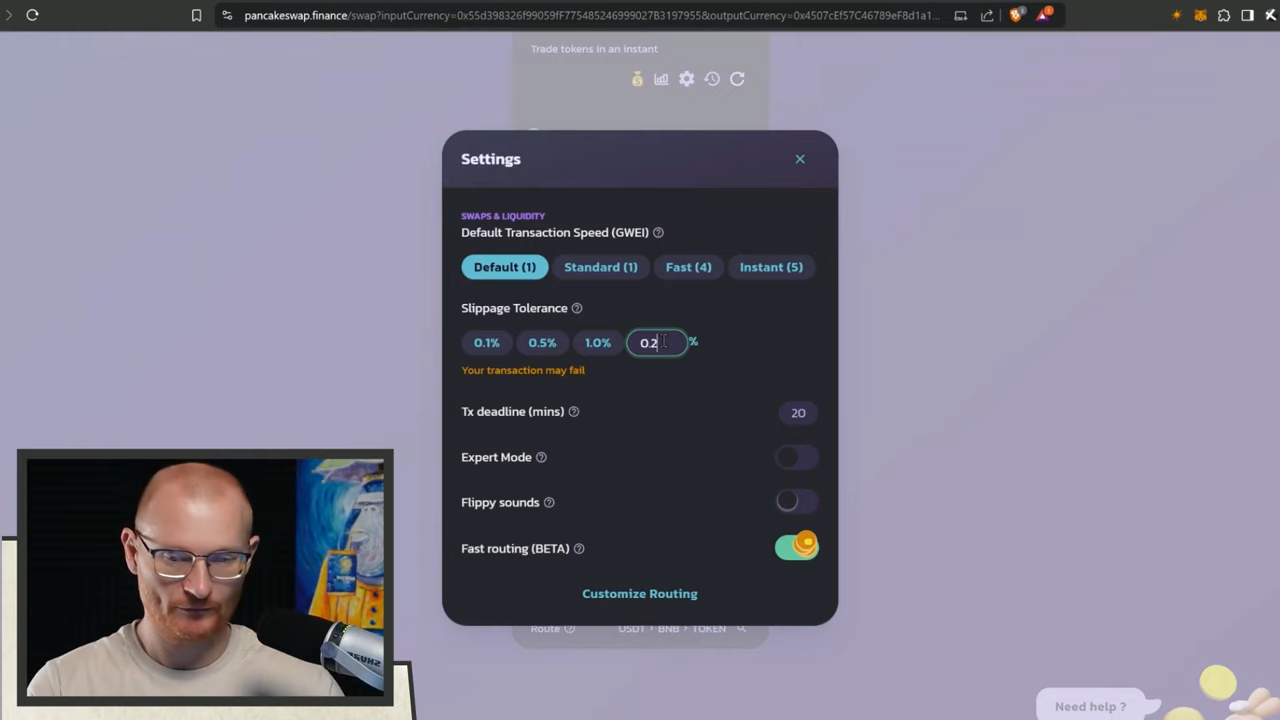 pancakeswap.finance/swap?inputCurrency=0x55d398326f99059fF775485246999027B3197955&outputCurrency=0x4507cEf57C46789eF8d1a1...
Trade tokens in an instant
Settings
SWAPS & LIQUIDITY
Default Transaction Speed (GWEI)
Default (1) Standard (1) Fast (4) Instant (5)
Slippage Tolerance
0.1% 0.5% 1.0% 0.2 %
Your transaction may fail
Tx deadline (mins) 20
Expert Mode
Flippy sounds
Fast routing (BETA)
Customize Routing
Route USDT > BNB > TOKEN
Need help ?